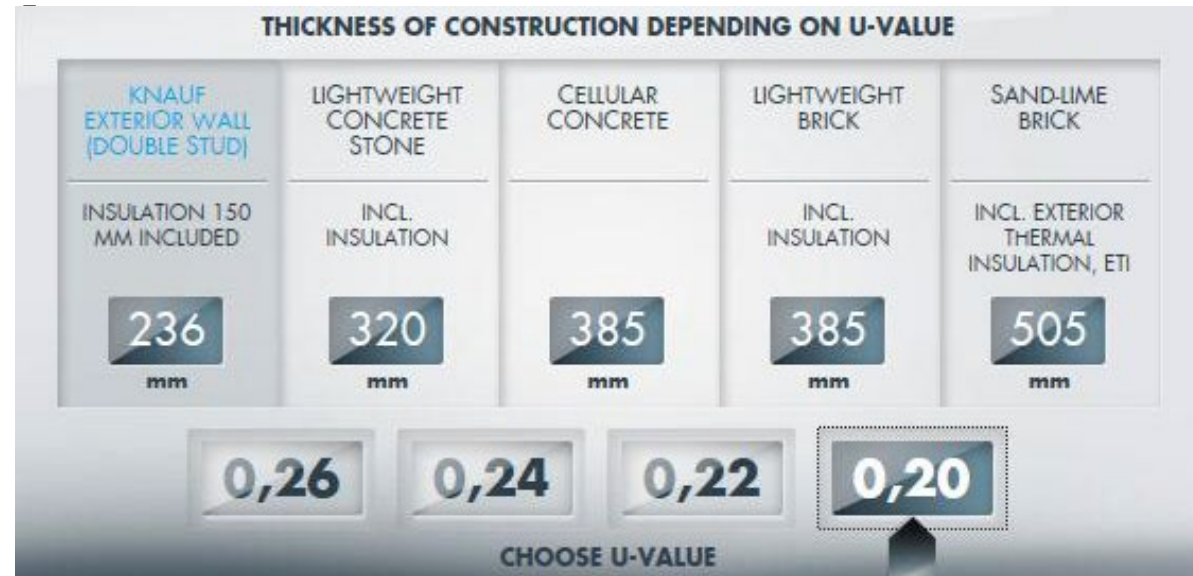 THICKNESS OF CONSTRUCTION DEPENDING ON U-VALUE
KNAUF
EXTERIOR WALL
(DOUBLE STUD)
INSULATION 150
MM INCLUDED
236
mm
LIGHTWEIGHT
CONCRETE
STONE
INCL.
INSULATION
320
mm
CELLULAR
CONCRETE
385
mm
LIGHTWEIGHT
BRICK
INCL.
INSULATION
385
mm
SAND-LIME
BRICK
INCL. EXTERIOR
THERMAL
INSULATION, ETI
505
mm
0,26
0,24
0,22
0,20
CHOOSE U-VALUE